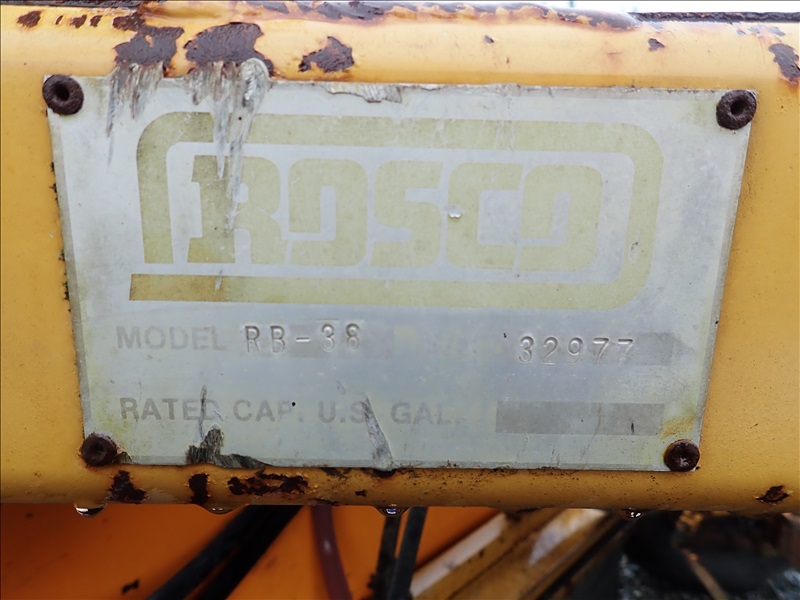 ROSCO
MODEL RB-38 32977
RATED CAP. U.S. GAL.